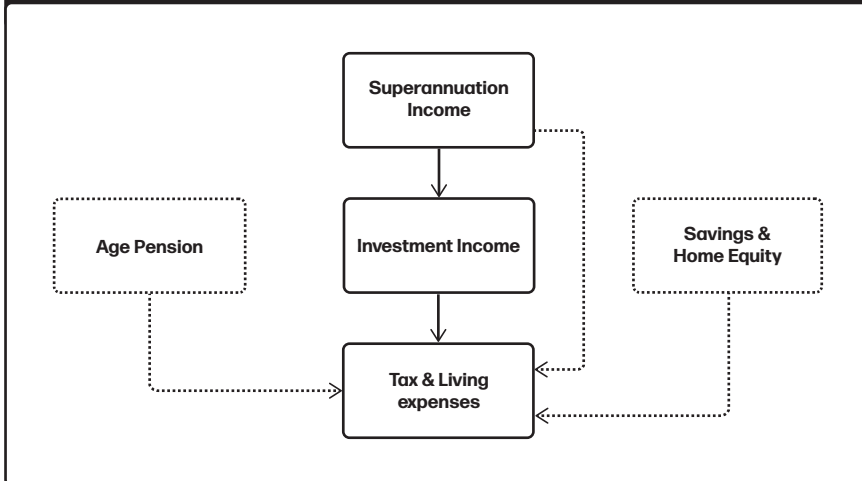 Superannuation
Income
Age Pension
Investment Income
Savings &
Home Equity
Tax & Living
expenses